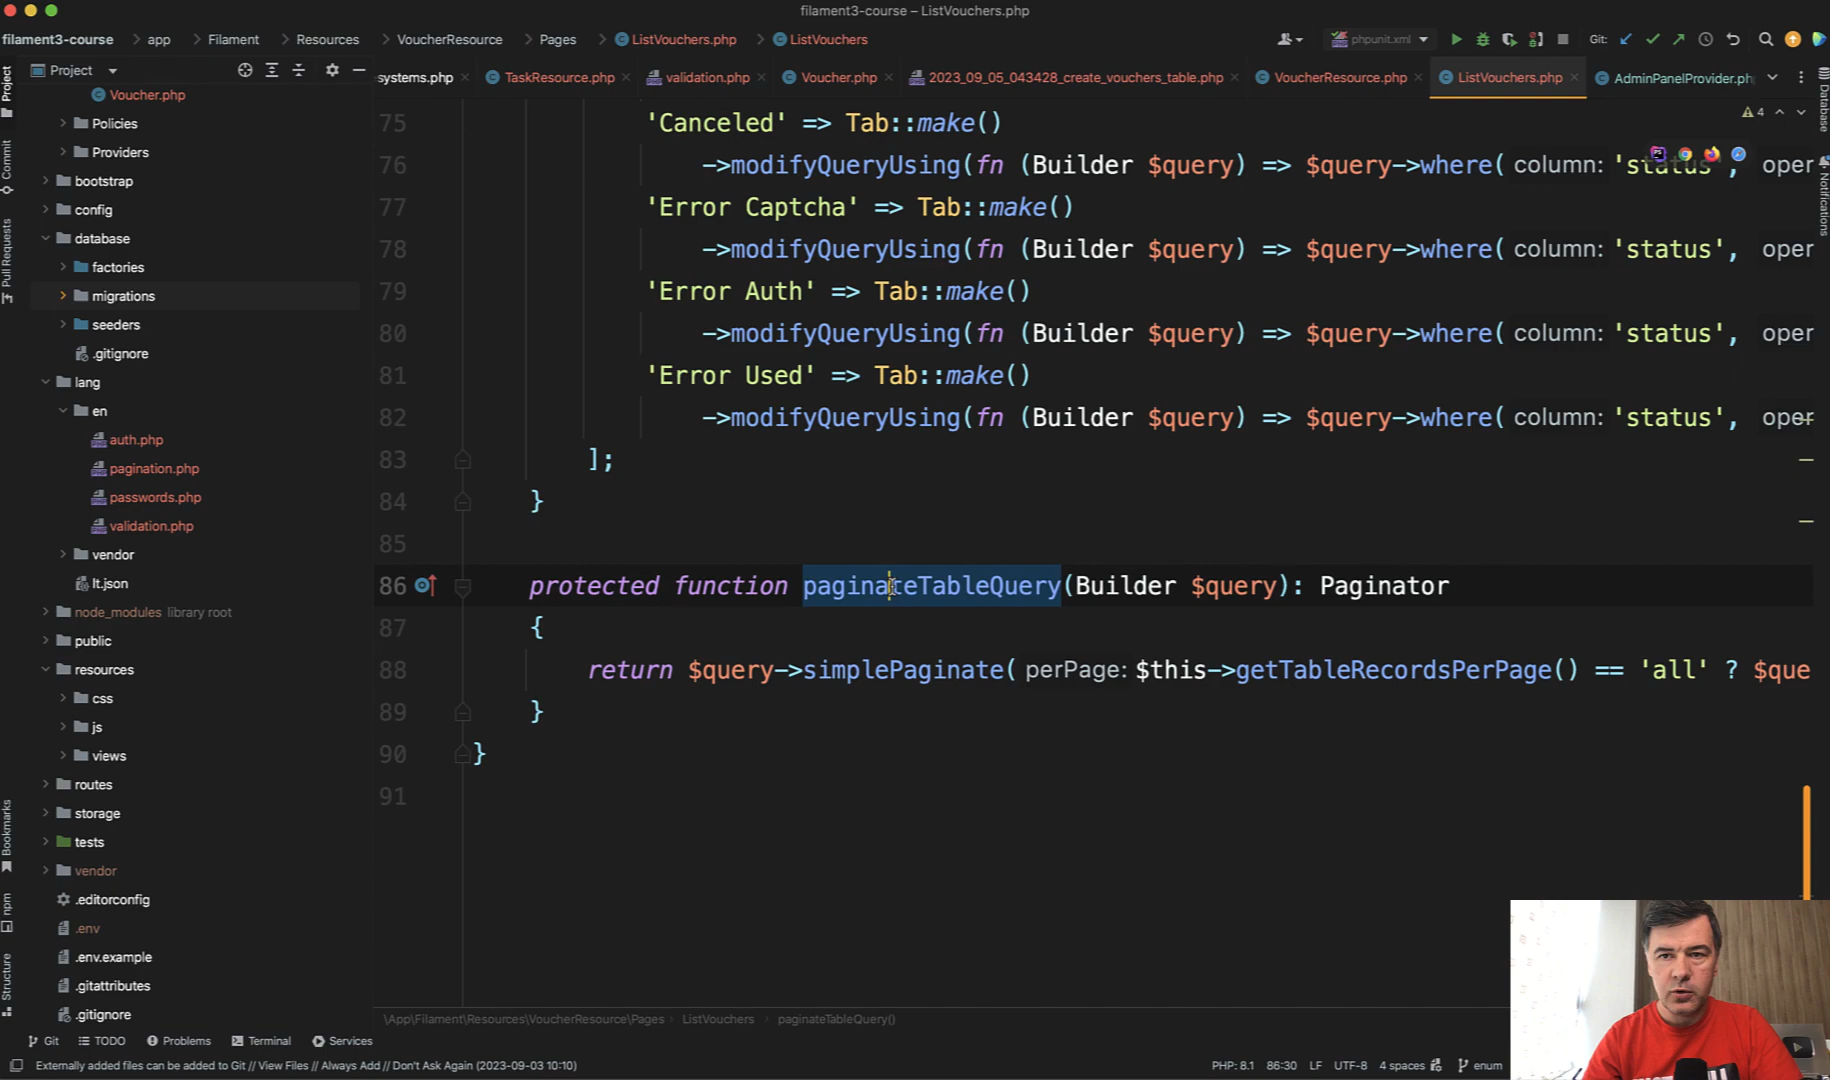 filament3-course – ListVouchers.php
filament3-course app Filament Resources VoucherResource Pages ListVouchers.php ListVouchers phpunit.xml Git:
Project
systems.php TaskResource.php validation.php Voucher.php 2023_09_05_043428_create_vouchers_table.php VoucherResource.php ListVouchers.php AdminPanelProvider.ph
Project
Commit
Pull Requests
Bookmarks
npm
Structure
Database
Notifications
Voucher.php
Policies
Providers
bootstrap
config
database
factories
migrations
seeders
.gitignore
lang
en
auth.php
pagination.php
passwords.php
validation.php
vendor
lt.json
node_modules library root
public
resources
css
js
views
routes
storage
tests
vendor
.editorconfig
.env
.env.example
.gitattributes
.gitignore
4
75 'Canceled' => Tab::make()
76 ->modifyQueryUsing(fn (Builder $query) => $query->where( column: 'status', oper
77 'Error Captcha' => Tab::make()
78 ->modifyQueryUsing(fn (Builder $query) => $query->where( column: 'status', oper
79 'Error Auth' => Tab::make()
80 ->modifyQueryUsing(fn (Builder $query) => $query->where( column: 'status', oper
81 'Error Used' => Tab::make()
82 ->modifyQueryUsing(fn (Builder $query) => $query->where( column: 'status', oper
83 ];
84 }
85
86 protected function paginateTableQuery(Builder $query): Paginator
87 {
88 return $query->simplePaginate( perPage: $this->getTableRecordsPerPage() == 'all' ? $que
89 }
90 }
91
\App\Filament\Resources\VoucherResource\Pages ListVouchers paginateTableQuery()
Git TODO Problems Terminal Services
Externally added files can be added to Git // View Files // Always Add // Don't Ask Again (2023-09-03 10:10) PHP: 8.1 86:30 LF UTF-8 4 spaces enum